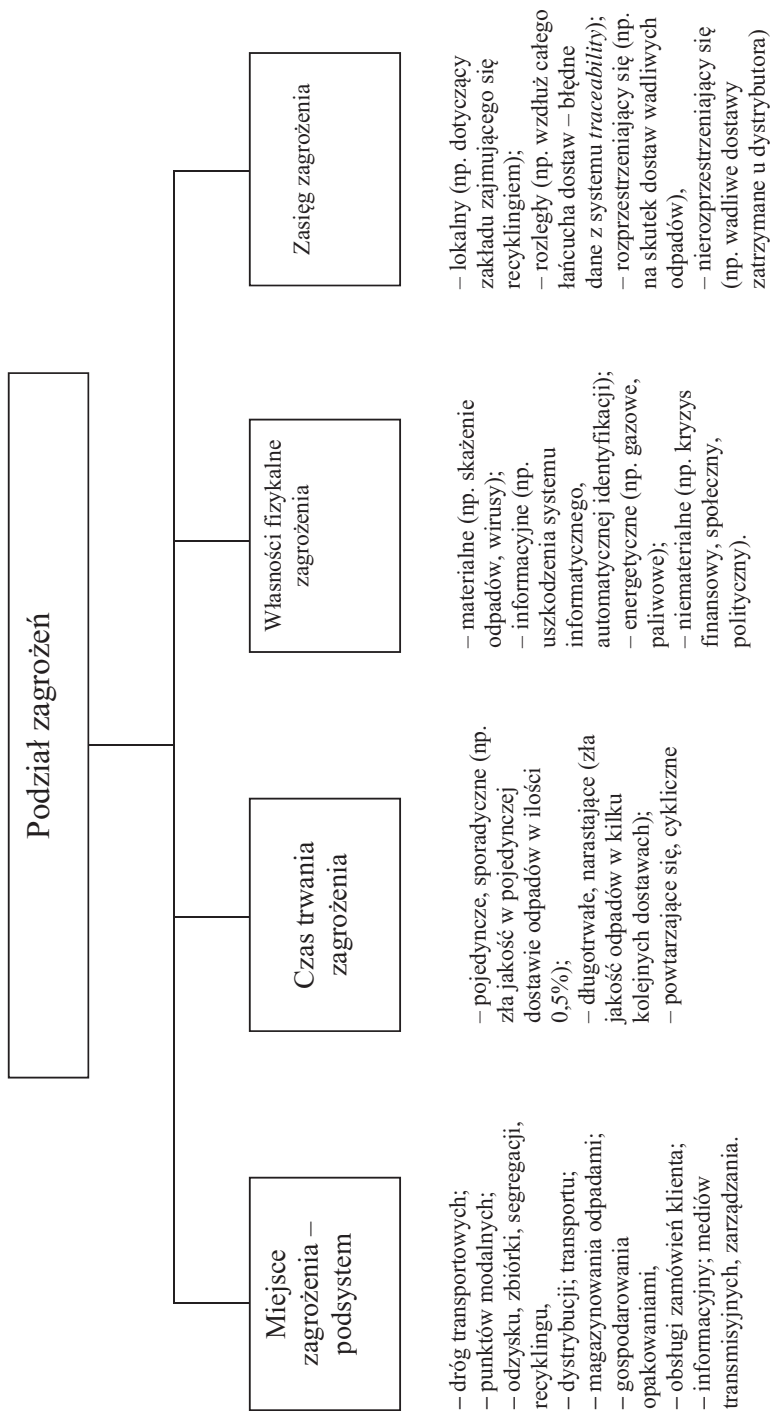 Podział zagrożeń
Miejsce
zagrożenia –
podsystem
– dróg transportowych;
– punktów modalnych;
– odzysku, zbiórki, segregacji,
recyklingu,
– dystrybucji; transportu;
– magazynowania odpadami;
– gospodarowania
opakowaniami,
– obsługi zamówień klienta;
– informacyjny; mediów
transmisyjnych, zarządzania.
Czas trwania
zagrożenia
– pojedyncze, sporadyczne (np.
zła jakość w pojedynczej
dostawie odpadów w ilości
0,5%);
– długotrwałe, narastające (zła
jakość odpadów w kilku
kolejnych dostawach);
– powtarzające się, cykliczne
Własności fizykalne
zagrożenia
– materialne (np. skażenie
odpadów, wirusy);
– informacyjne (np.
uszkodzenia systemu
informatycznego,
automatycznej identyfikacji);
– energetyczne (np. gazowe,
paliwowe);
– niematerialne (np. kryzys
finansowy, społeczny,
polityczny).
Zasięg zagrożenia
– lokalny (np. dotyczący
zakładu zajmującego się
recyklingiem);
– rozległy (np. wzdłuż całego
łańcucha dostaw – błędne
dane z systemu traceability);
– rozprzestrzeniający się (np.
na skutek dostaw wadliwych
odpadów),
– nierozprzestrzeniający się
(np. wadliwe dostawy
zatrzymane u dystrybutora)